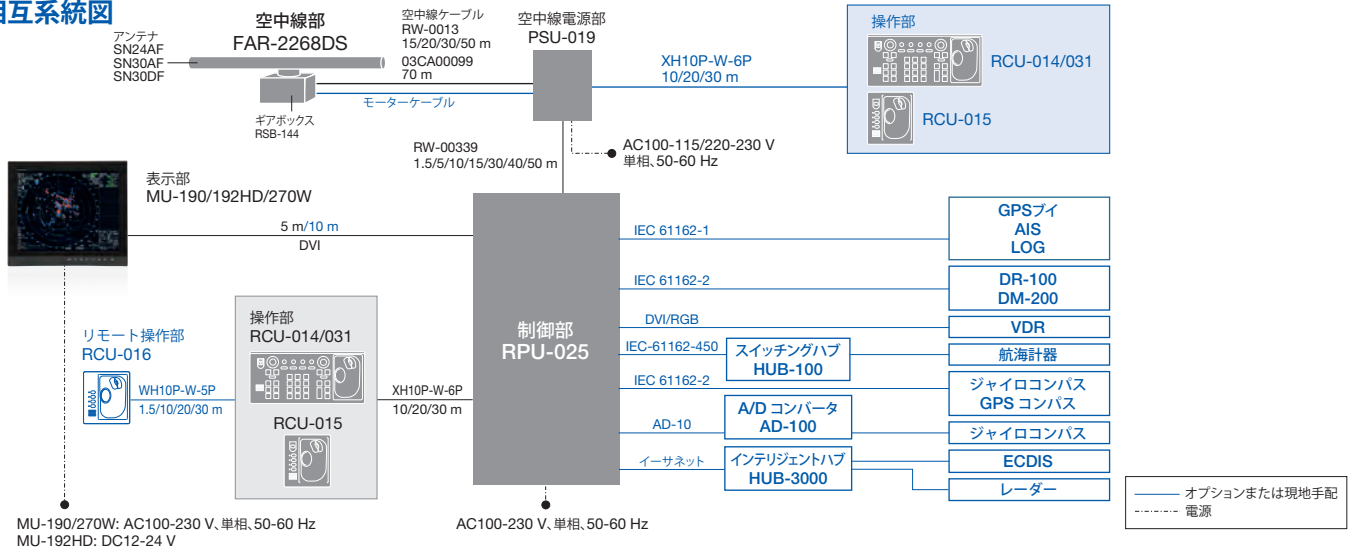 相互系統図
アンテナ
SN24AF
SN30AF
SN30DF
空中線部
FAR-2268DS
ギアボックス
RSB-144
空中線ケーブル
RW-0013
15/20/30/50 m
03CA00099
70 m
モーターケーブル
空中線電源部
PSU-019
XH10P-W-6P
10/20/30 m
操作部
RCU-014/031
RCU-015
RW-00339
1.5/5/10/15/30/40/50 m
AC100-115/220-230 V
単相、50-60 Hz
表示部
MU-190/192HD/270W
5 m/10 m
DVI
リモート操作部
RCU-016
WH10P-W-5P
1.5/10/20/30 m
操作部
RCU-014/031
RCU-015
XH10P-W-6P
10/20/30 m
制御部
RPU-025
IEC 61162-1
GPSブイ
AIS
LOG
IEC 61162-2
DR-100
DM-200
DVI/RGB
VDR
IEC-61162-450
スイッチングハブ
HUB-100
航海計器
IEC 61162-2
ジャイロコンパス
GPS コンパス
AD-10
A/D コンバータ
AD-100
ジャイロコンパス
イーサネット
インテリジェントハブ
HUB-3000
ECDIS
レーダー
MU-190/270W: AC100-230 V、単相、50-60 Hz
MU-192HD: DC12-24 V
AC100-230 V、単相、50-60 Hz
オプションまたは現地手配
電源